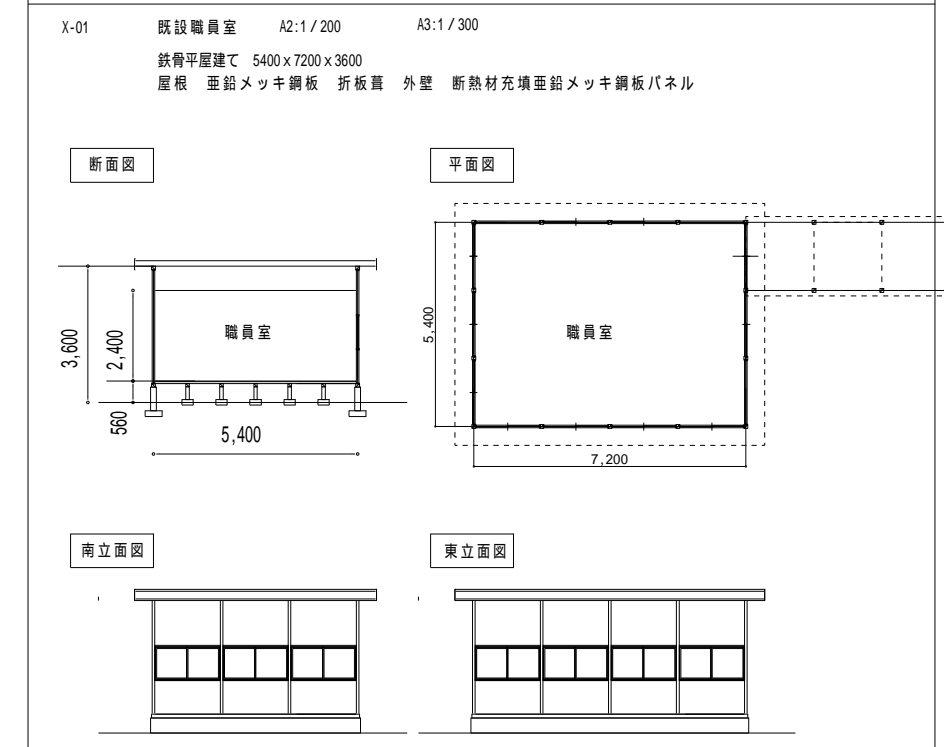 X-01 既設職員室 A2:1/200 A3:1/300
鉄骨平屋建て 5400x7200x3600
屋根 亜鉛メッキ鋼板 折板葺 外壁 断熱材充填亜鉛メッキ鋼板パネル
断面図
平面図
3,600
2,400
560
職員室
5,400
5,400
職員室
7,200
南立面図
東立面図